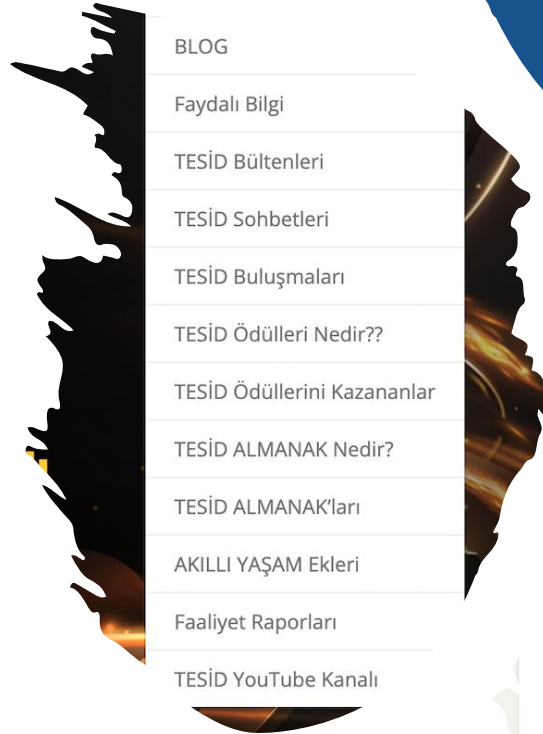 BLOG
Faydalı Bilgi
TESİD Bültenleri
TESİD Sohbetleri
TESİD Buluşmaları
TESİD Ödülleri Nedir??
TESİD Ödüllerini Kazananlar
TESİD ALMANAK Nedir?
TESİD ALMANAK’ları
AKILLI YAŞAM Ekleri
Faaliyet Raporları
TESİD YouTube Kanalı